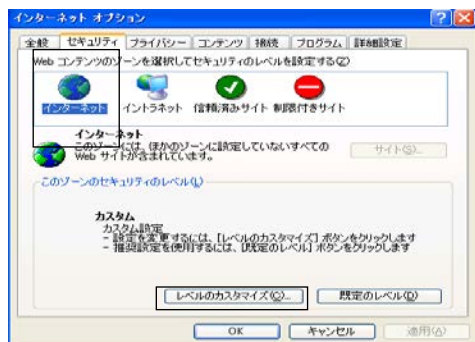 インターネット オプション
全般 セキュリティ プライバシー コンテンツ 接続 プログラム 詳細設定
Web コンテンツのゾーンを選択してセキュリティのレベルを設定する(Z)
インターネット イントラネット 信頼済みサイト 制限付きサイト
インターネット
このゾーンには、ほかのゾーンに設定していないすべての
Web サイトが含まれています。
サイト(S)...
このゾーンのセキュリティのレベル(L)
カスタム
カスタム設定
- 設定を変更するには、[レベルのカスタマイズ] ボタンをクリックします
- 推奨設定を使用するには、[既定のレベル] ボタンをクリックします
レベルのカスタマイズ(C)... 既定のレベル(D)
OK キャンセル 適用(A)